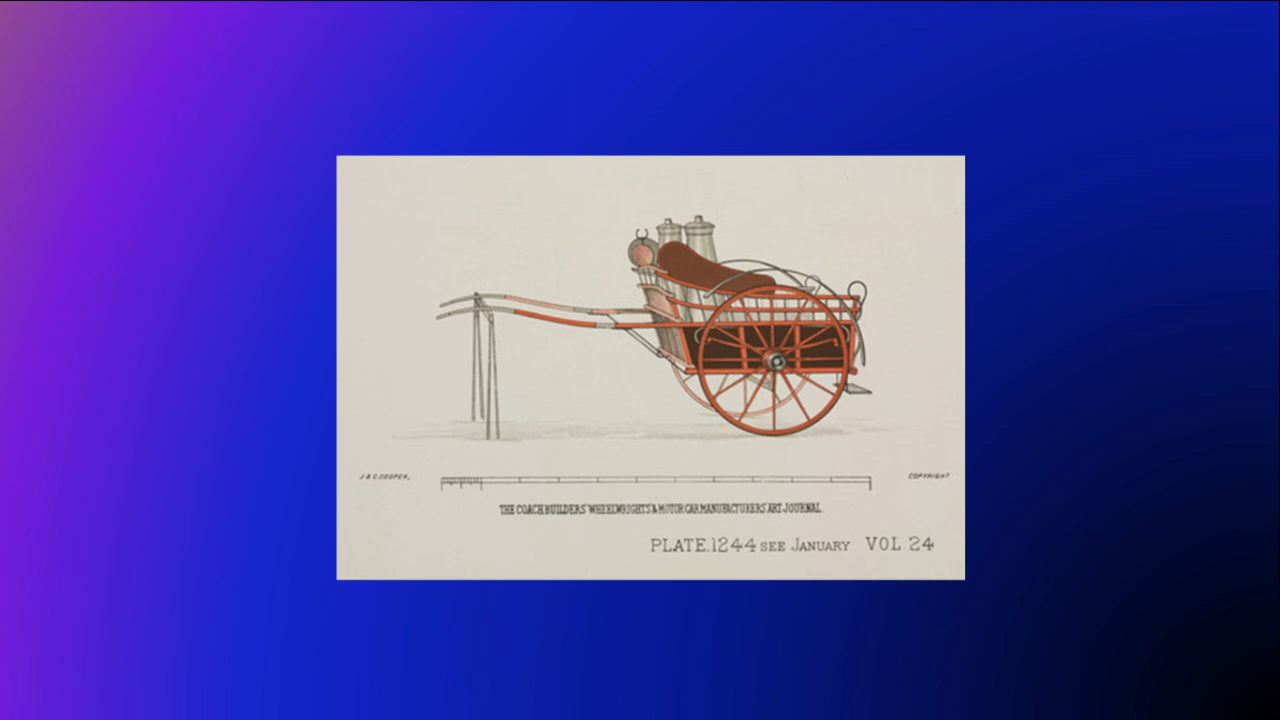 J & C. COOPER,
COPYRIGHT
THE COACH BUILDERS' WHEELWRIGHTS & MOTOR CAR MANUFACTURERS' ART JOURNAL.
PLATE.1244 SEE JANUARY VOL 24